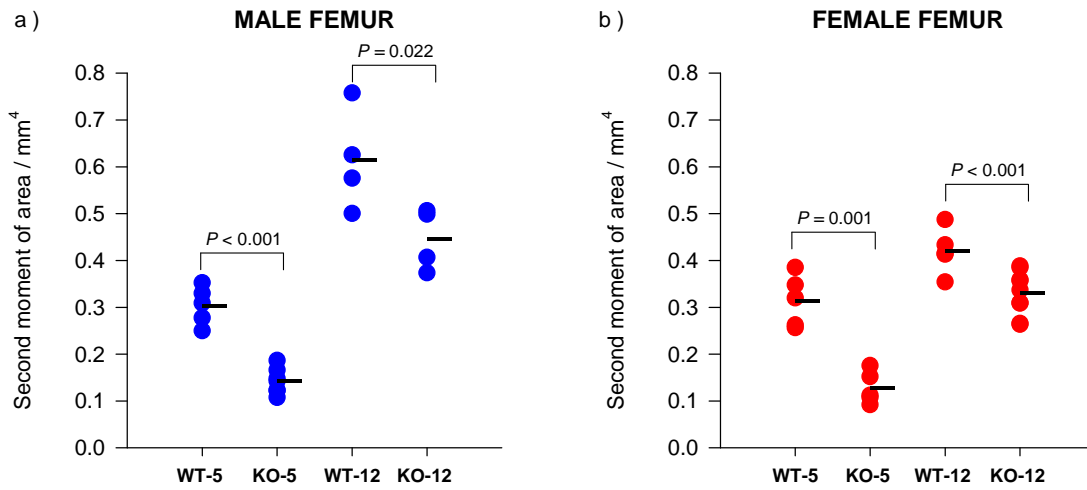 a )
MALE FEMUR
P = 0.022
0.8
0.7
0.6
0.5
0.4
0.3
0.2
0.1
0.0
Second moment of area / mm⁴
P < 0.001
WT-5 KO-5 WT-12 KO-12
b )
FEMALE FEMUR
0.8
0.7
0.6
0.5
0.4
0.3
0.2
0.1
0.0
Second moment of area / mm⁴
P < 0.001
P = 0.001
WT-5 KO-5 WT-12 KO-12